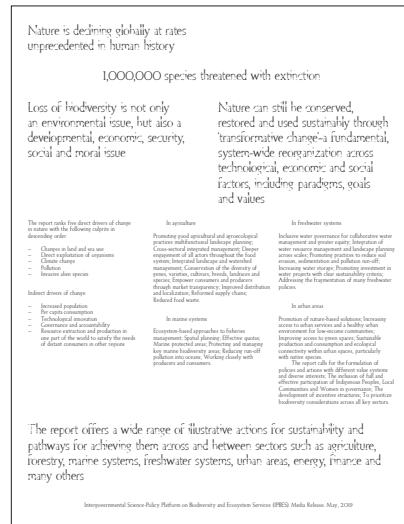 Nature is declining globally at rates
unprecedented in human history
1,000,000 species threatened with extinction
Loss of biodiversity is not only
an environmental issue, but also a
developmental, economic, security,
social and moral issue
Nature can still be conserved,
restored and used sustainably through
'transformative change'-a fundamental,
system-wide reorganization across
technological, economic and social
factors, including paradigms, goals
and values
The report ranks five direct drivers of change
in nature with the following culprits in
descending order:
– Changes in land and sea use
– Direct exploitation of organisms
– Climate change
– Pollution
– Invasive alien species
Indirect drivers of change:
– Increased population
– Per capita consumption
– Technological innovation
– Governance and accountability
– Resource extraction and production in
one part of the world to satisfy the needs
of distant consumers in other regions
In agriculture
Promoting good agricultural and agroecological
practices: multifunctional landscape planning;
Cross-sectoral integrated management; Deeper
engagement of all actors throughout the food
system; Integrated landscape and watershed
management; Conservation of the diversity of
genes, varieties, cultivars, breeds, landraces and
species; Empower consumers and producers
through market transparency; Improved distribution
and localization; Reformed supply chains;
Reduced food waste.
In marine systems
Ecosystem-based approaches to fisheries
management; Spatial planning; Effective quotas;
Marine protected areas; Protecting and managing
key marine biodiversity areas; Reducing run-off
pollution into oceans; Working closely with
producers and consumers.
In freshwater systems
Inclusive water governance for collaborative water
management and greater equity; Integration of
water resource management and landscape planning
across scales; Promoting practices to reduce soil
erosion, sedimentation and pollution run-off;
Increasing water storage; Promoting investment in
water projects with clear sustainability criteria;
Addressing the fragmentation of many freshwater
policies.
In urban areas
Promotion of nature-based solutions; Increasing
access to urban services and a healthy urban
environment for low-income communities;
Improving access to green spaces; Sustainable
production and consumption and ecological
connectivity within urban spaces, particularly
with native species.
The report calls for the formulation of
policies and actions with different value systems
and diverse interests; The inclusion of full and
effective participation of Indigenous Peoples, Local
Communities and Women in governance; The
development of incentive structures; To prioritize
biodiversity considerations across all key sectors.
The report offers a wide range of illustrative actions for sustainability and
pathways for achieving them across and between sectors such as agriculture,
forestry, marine systems, freshwater systems, urban areas, energy, finance and
many others
Intergovernmental Science-Policy Platform on Biodiversity and Ecosystem Services (IPBES) Media Release. May, 2019